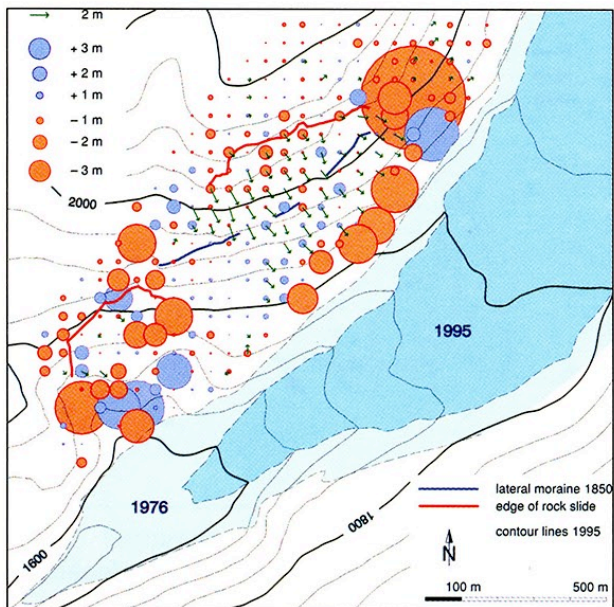 2 m
+ 3 m
+ 2 m
+ 1 m
- 1 m
- 2 m
- 3 m
2000
1995
1976
1600
1800
lateral moraine 1850
edge of rock slide
contour lines 1995
N
100 m 500 m